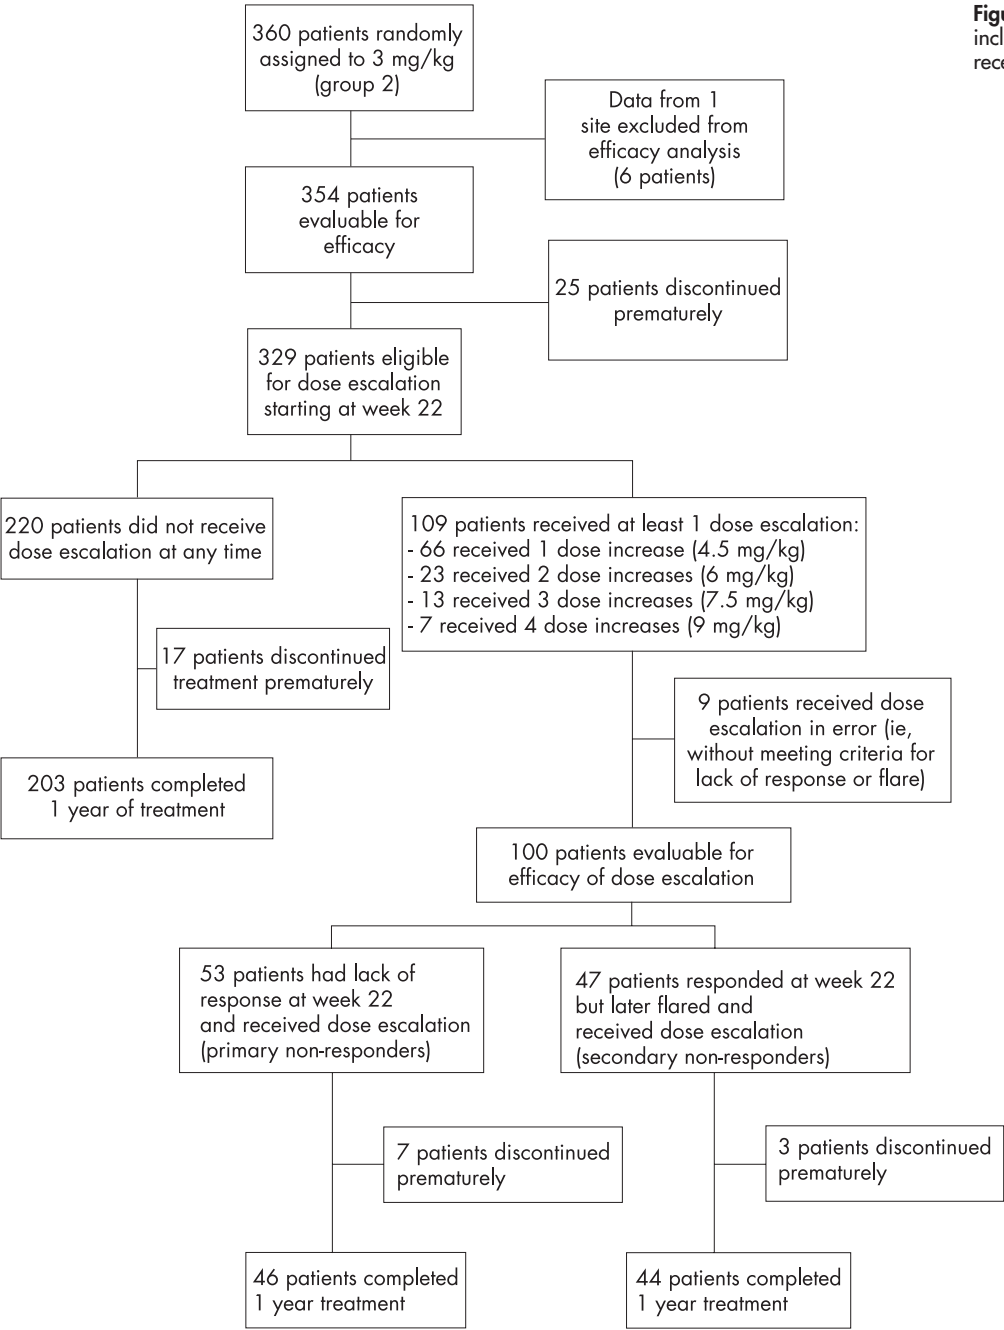 360 patients randomly
assigned to 3 mg/kg
(group 2)
Data from 1
site excluded from
efficacy analysis
(6 patients)
354 patients
evaluable for
efficacy
25 patients discontinued
prematurely
329 patients eligible
for dose escalation
starting at week 22
220 patients did not receive
dose escalation at any time
109 patients received at least 1 dose escalation:
- 66 received 1 dose increase (4.5 mg/kg)
- 23 received 2 dose increases (6 mg/kg)
- 13 received 3 dose increases (7.5 mg/kg)
- 7 received 4 dose increases (9 mg/kg)
17 patients discontinued
treatment prematurely
9 patients received dose
escalation in error (ie,
without meeting criteria for
lack of response or flare)
203 patients completed
1 year of treatment
100 patients evaluable for
efficacy of dose escalation
53 patients had lack of
response at week 22
and received dose escalation
(primary non-responders)
47 patients responded at week 22
but later flared and
received dose escalation
(secondary non-responders)
7 patients discontinued
prematurely
3 patients discontinued
prematurely
46 patients completed
1 year treatment
44 patients completed
1 year treatment
Figu
incl
rece